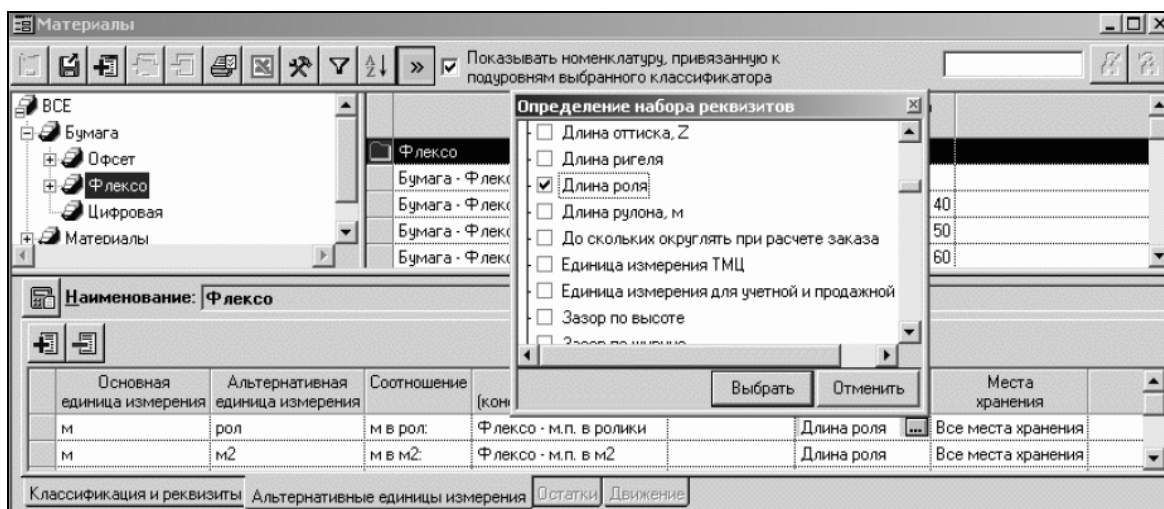 Материалы
Показывать номенклатуру, привязанную к
подуровням выбранного классификатора
ВСЕ
Бумага
Офсет
Флексо
Цифровая
Материалы
Флексо
Бумага - Флекс
Бумага - Флекс
40
Бумага - Флекс
50
Бумага - Флекс
60
Определение набора реквизитов
Длина оттиска, Z
Длина ригеля
Длина роля
Длина рулона, м
До скольких округлять при расчете заказа
Единица измерения ТМЦ
Единица измерения для учетной и продажной
Зазор по высоте
Выбрать Отменить
Наименование: Флексо
Основная единица измерения
Альтернативная единица измерения
Соотношение
Места хранения
м рол м в рол: Флексо - м.п. в ролики Длина роля ... Все места хранения
м м2 м в м2: Флексо - м.п. в м2 Длина роля Все места хранения
Классификация и реквизиты Альтернативные единицы измерения Остатки Движение